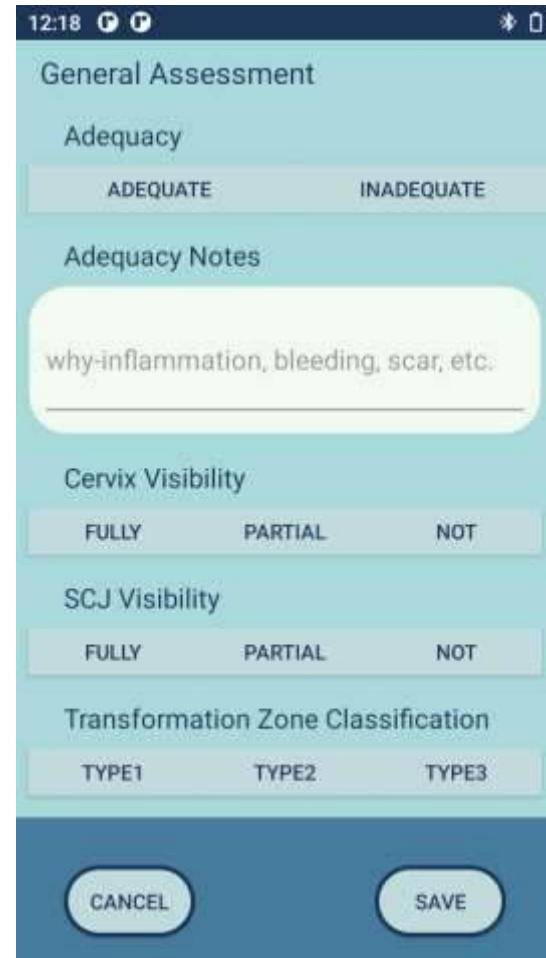 12:18
General Assessment
Adequacy
ADEQUATE INADEQUATE
Adequacy Notes
why-inflammation, bleeding, scar, etc.
Cervix Visibility
FULLY PARTIAL NOT
SCJ Visibility
FULLY PARTIAL NOT
Transformation Zone Classification
TYPE1 TYPE2 TYPE3
CANCEL SAVE